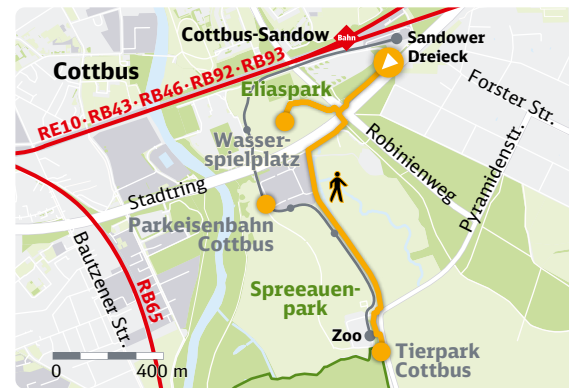 Cottbus-Sandow
Bahn
Sandower
Dreieck
Cottbus
RE10·RB43·RB46·RB92·RB93
Eliaspark
Forster Str.
Wasser-
spielplatz
Robinienweg
Pyramidenstr.
Stadtring
Parkeisenbahn
Cottbus
Bautzener Str.
RB65
Spreeauen-
park
Zoo
Tierpark
Cottbus
0 400 m